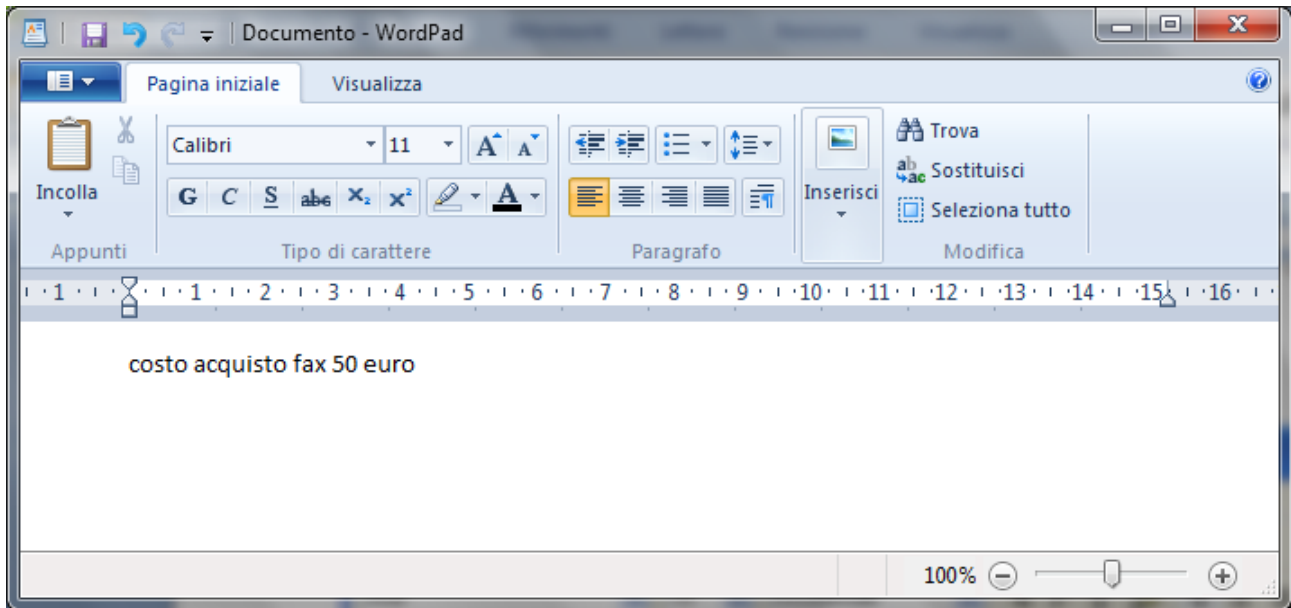 Documento - WordPad
Pagina iniziale Visualizza
Incolla
Appunti
Calibri 11 A A
G C S abc X₂ x² A
Tipo di carattere
Paragrafo
Inserisci
Trova
Sostituisci
Seleziona tutto
Modifica
1 1 2 3 4 5 6 7 8 9 10 11 12 13 14 15 16
costo acquisto fax 50 euro
100%